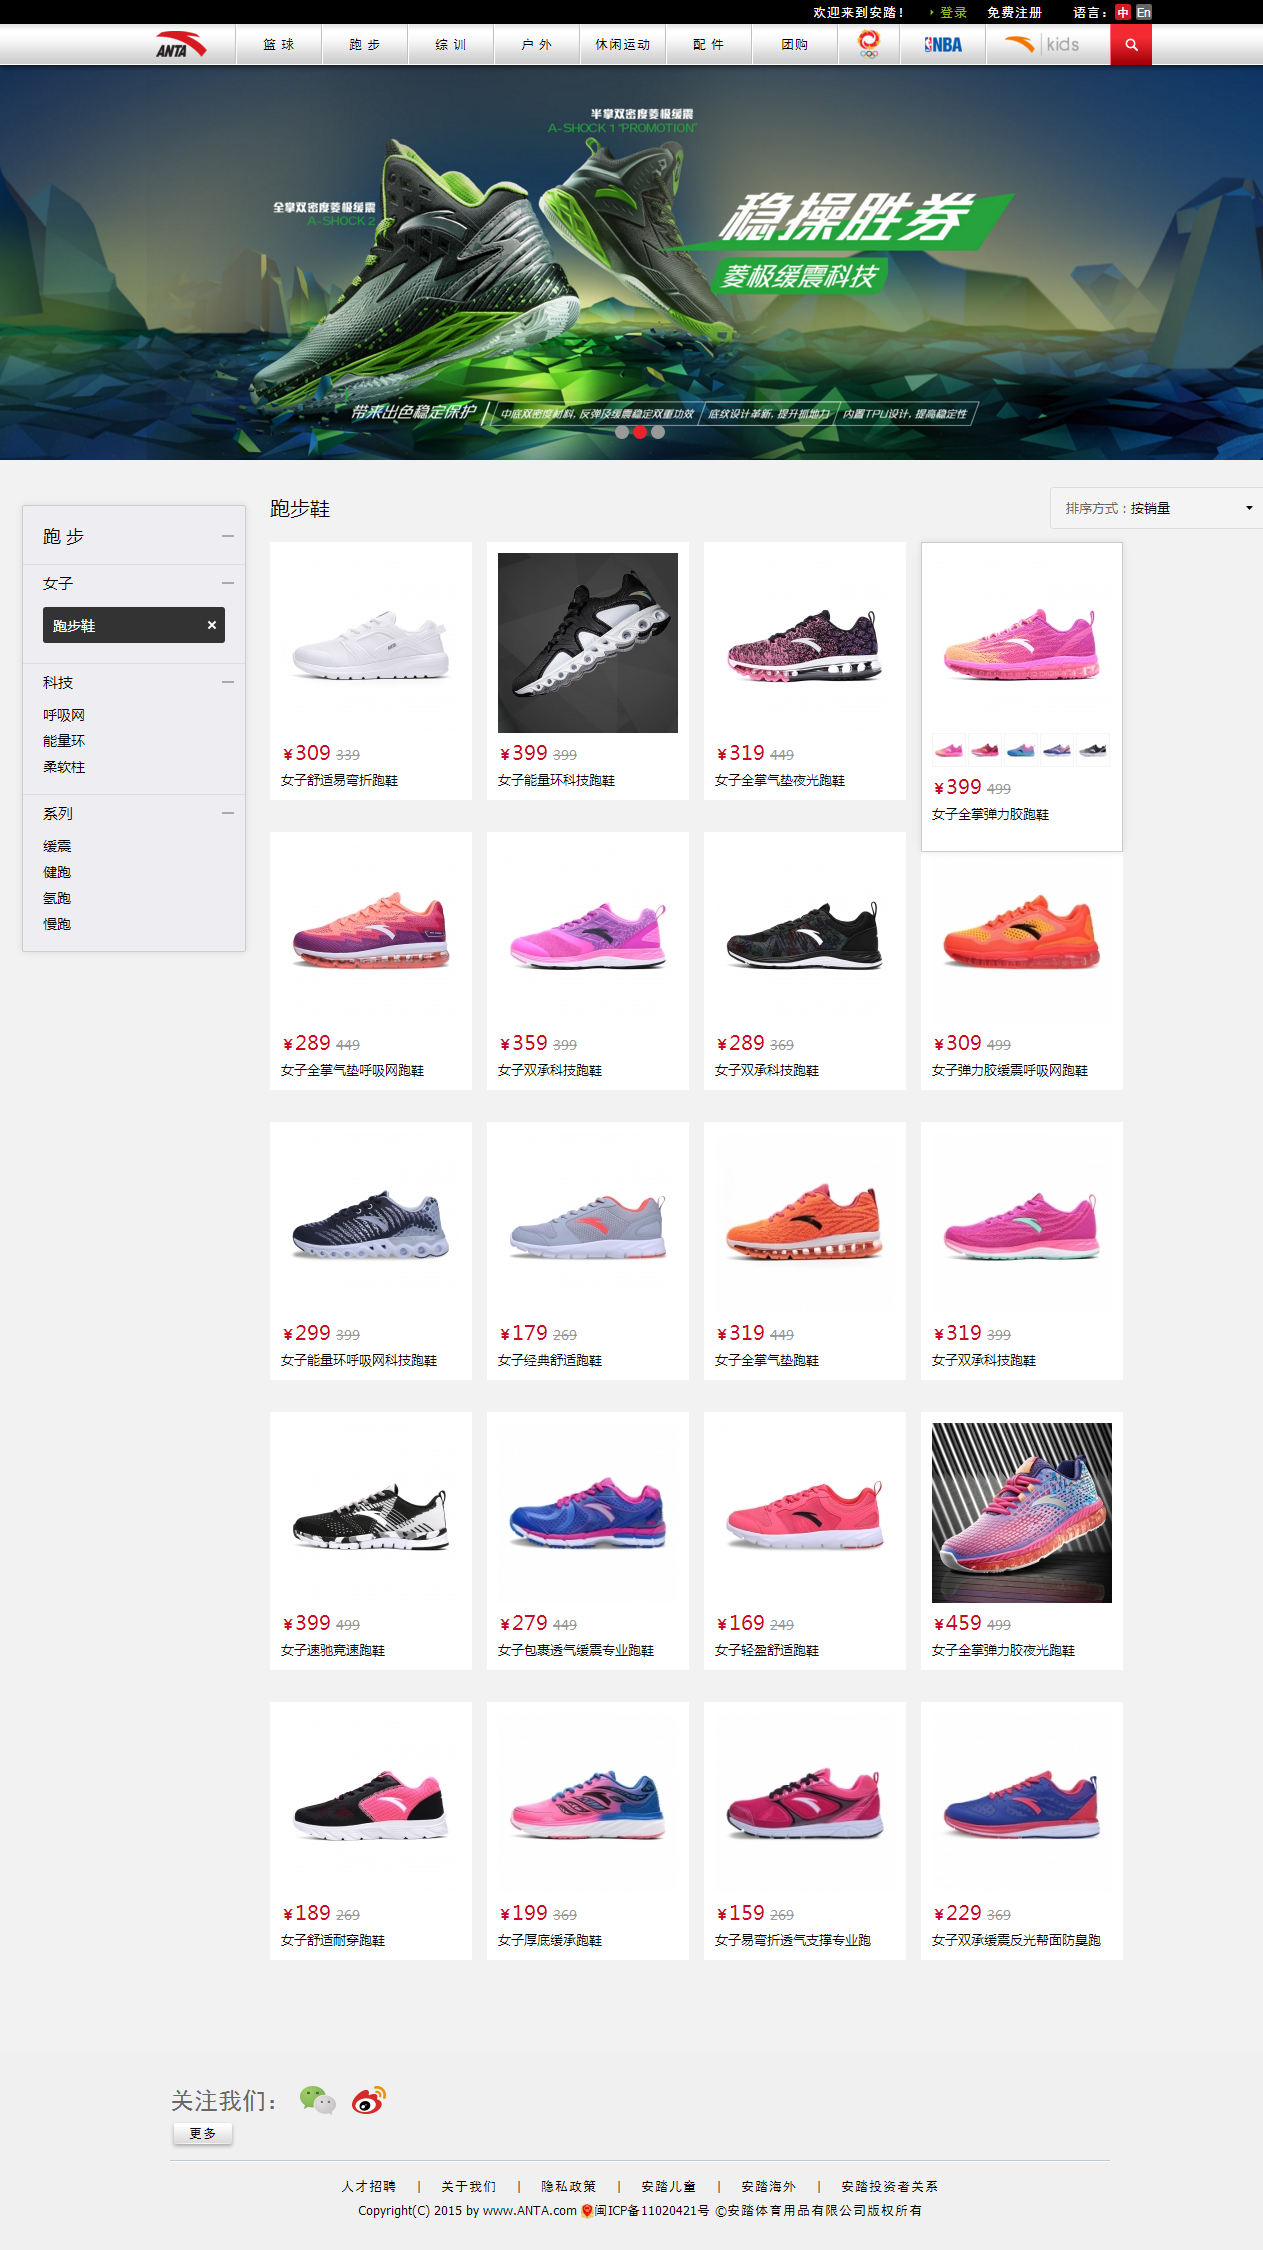 欢迎来到安踏！ 登录 免费注册 语言： 中 En
ANTA 篮 球 跑 步 综 训 户 外 休闲运动 配 件 团购 NBA kids
半掌双密度菱极缓震
A-SHOCK 1 "PROMOTION"
全掌双密度菱极缓震
A-SHOCK 2
稳操胜券
菱极缓震科技
带来出色稳定保护
中底双密度材料, 反弹及缓震稳定双重功效
底纹设计革新, 提升抓地力
内置TPU设计, 提高稳定性
跑步鞋
排序方式：按销量
跑 步
女子
跑步鞋 ×
科技
呼吸网
能量环
柔软柱
系列
缓震
健跑
氢跑
慢跑
¥309 339
女子舒适易弯折跑鞋
¥399 399
女子能量环科技跑鞋
¥319 449
女子全掌气垫夜光跑鞋
¥399 499
女子全掌弹力胶跑鞋
¥289 449
女子全掌气垫呼吸网跑鞋
¥359 399
女子双承科技跑鞋
¥289 369
女子双承科技跑鞋
¥309 499
女子弹力胶缓震呼吸网跑鞋
¥299 399
女子能量环呼吸网科技跑鞋
¥179 269
女子经典舒适跑鞋
¥319 449
女子全掌气垫跑鞋
¥319 399
女子双承科技跑鞋
¥399 499
女子速驰竞速跑鞋
¥279 449
女子包裹透气缓震专业跑鞋
¥169 249
女子轻盈舒适跑鞋
¥459 499
女子全掌弹力胶夜光跑鞋
¥189 269
女子舒适耐穿跑鞋
¥199 369
女子厚底缓承跑鞋
¥159 269
女子易弯折透气支撑专业跑
¥229 369
女子双承缓震反光帮面防臭跑
关注我们：
更多
人才招聘 | 关于我们 | 隐私政策 | 安踏儿童 | 安踏海外 | 安踏投资者关系
Copyright(C) 2015 by www.ANTA.com 闽ICP备11020421号 ©安踏体育用品有限公司版权所有